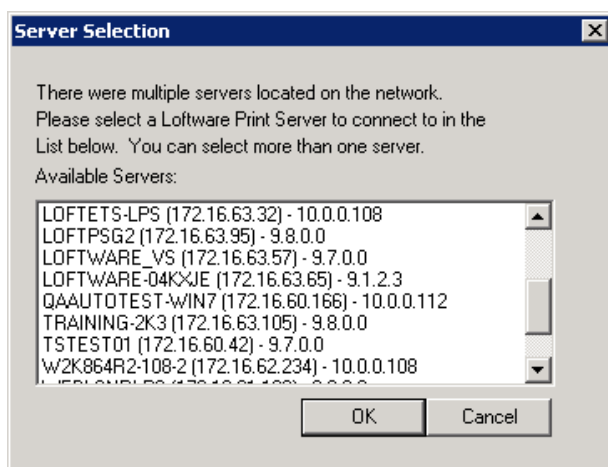 Server Selection
There were multiple servers located on the network.
Please select a Loftware Print Server to connect to in the
List below. You can select more than one server.
Available Servers:
LOFTETS-LPS (172.16.63.32) - 10.0.0.108
LOFTPSG2 (172.16.63.95) - 9.8.0.0
LOFTWARE_VS (172.16.63.57) - 9.7.0.0
LOFTWARE-04KXJE (172.16.63.65) - 9.1.2.3
QAAUTOTEST-WIN7 (172.16.60.166) - 10.0.0.112
TRAINING-2K3 (172.16.63.105) - 9.8.0.0
TSTEST01 (172.16.60.42) - 9.7.0.0
W2K864R2-108-2 (172.16.62.234) - 10.0.0.108
OK Cancel